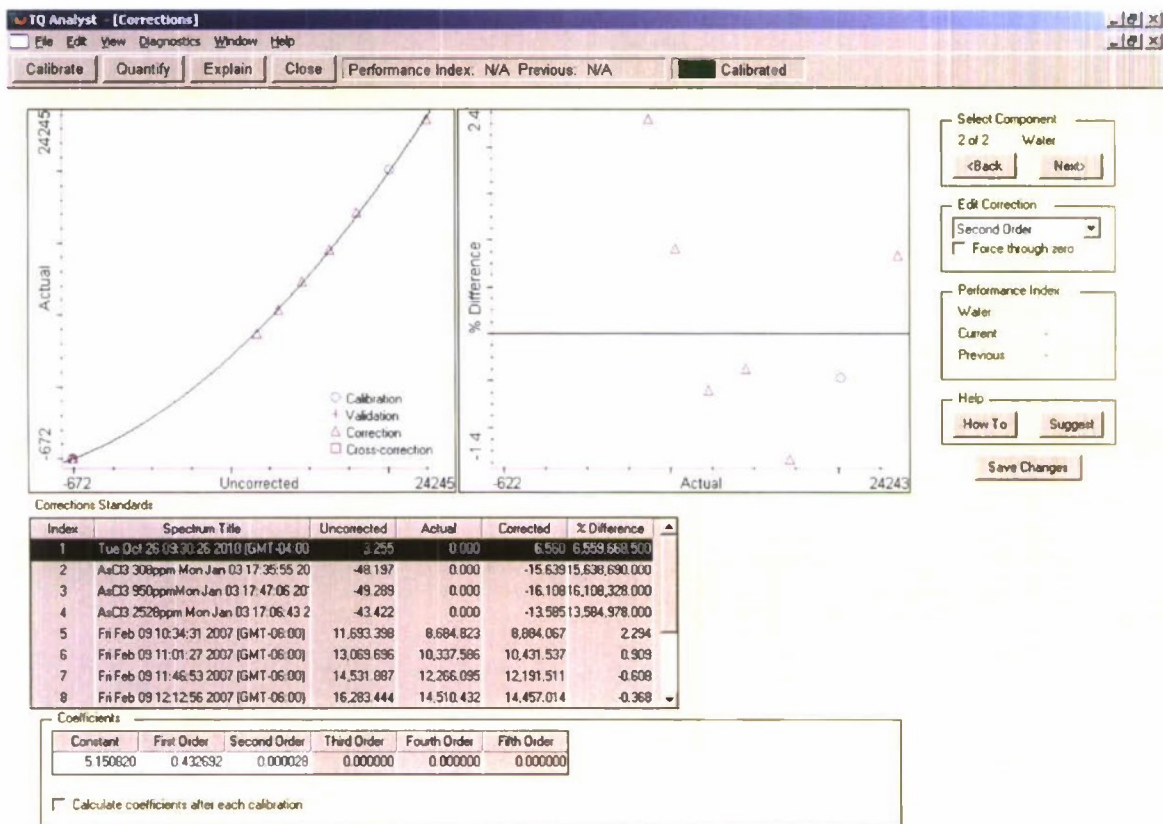 TQ Analyst - [Corrections]
File Edit View Diagnostics Window Help
Calibrate Quantify Explain Close Performance Index: N/A Previous: N/A Calibrated
24245
Actual
-672
-672 Uncorrected 24245
Calibration
Validation
Correction
Cross-correction
2.4
% Difference
-1.4
-622 Actual 24243
Select Component
2 of 2 Water
<Back Next>
Edit Correction
Second Order
Force through zero
Performance Index
Water
Current -
Previous -
Help
How To Suggest
Save Changes
Corrections Standards
Index Spectrum Title Uncorrected Actual Corrected % Difference
1 Tue Oct 26 09:30:26 2010 (GMT-04:00 3.255 0.000 6.560 6,559,668.500
2 AsCl3 308ppm Mon Jan 03 17:35:55 20 -48.197 0.000 -15.639 15,638,690.000
3 AsCl3 950ppmMon Jan 03 17:47:06 20 -49.289 0.000 -16.108 16,108,328.000
4 AsCl3 2528ppm Mon Jan 03 17:06:43 2 -43.422 0.000 -13.585 13,584,978.000
5 Fri Feb 09 10:34:31 2007 (GMT-06:00) 11,693.398 8,684.823 8,884.067 2.294
6 Fri Feb 09 11:01:27 2007 (GMT-06:00) 13,069.696 10,337.586 10,431.537 0.909
7 Fri Feb 09 11:46:53 2007 (GMT-06:00) 14,531.887 12,266.095 12,191.511 -0.608
8 Fri Feb 09 12:12:56 2007 (GMT-06:00) 16,283.444 14,510.432 14,457.014 -0.368
Coefficients
Constant First Order Second Order Third Order Fourth Order Fifth Order
5.150820 0.432692 0.000028 0.000000 0.000000 0.000000
Calculate coefficients after each calibration